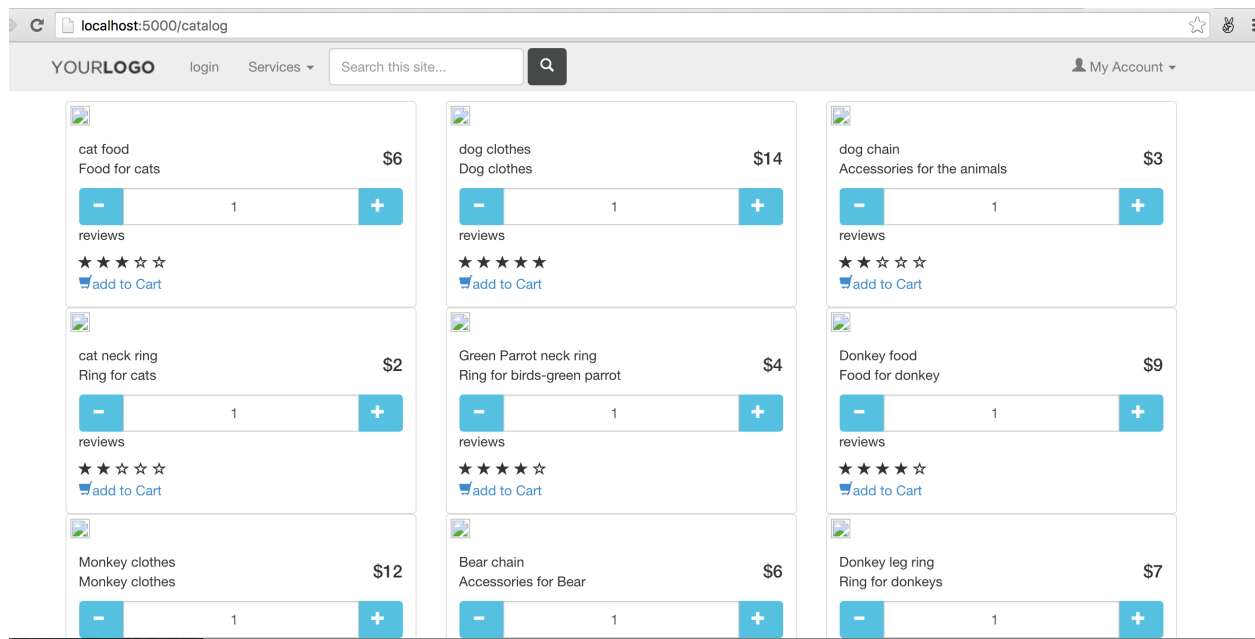 localhost:5000/catalog
YOURLOGO login Services Search this site... My Account
cat food
Food for cats
$6
1
reviews
★★★☆☆
add to Cart
dog clothes
Dog clothes
$14
1
reviews
★★★★★
add to Cart
dog chain
Accessories for the animals
$3
1
reviews
★★☆☆☆
add to Cart
cat neck ring
Ring for cats
$2
1
reviews
★★☆☆☆
add to Cart
Green Parrot neck ring
Ring for birds-green parrot
$4
1
reviews
★★★★☆
add to Cart
Donkey food
Food for donkey
$9
1
reviews
★★★★☆
add to Cart
Monkey clothes
Monkey clothes
$12
1
Bear chain
Accessories for Bear
$6
1
Donkey leg ring
Ring for donkeys
$7
1